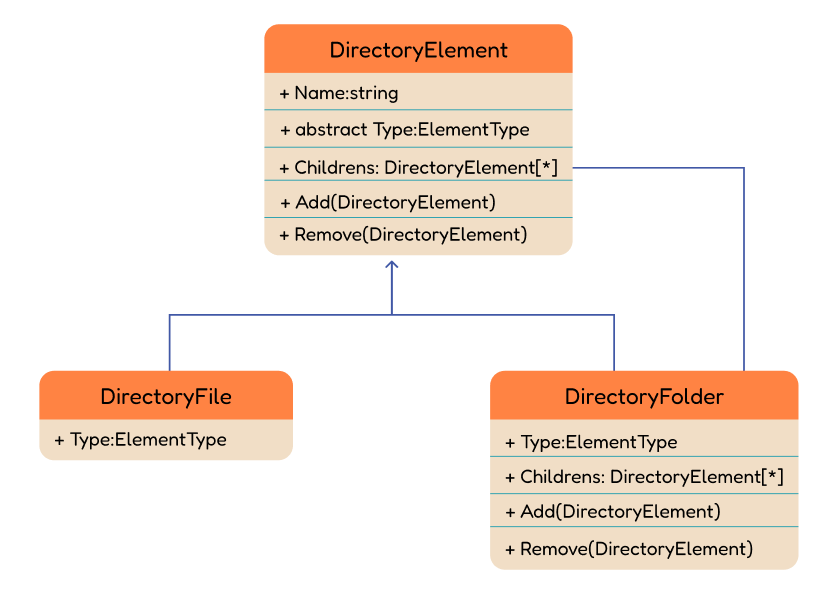 DirectoryElement
+ Name:string
+ abstract Type:ElementType
+ Childrens: DirectoryElement[*]
+ Add(DirectoryElement)
+ Remove(DirectoryElement)
DirectoryFile
+ Type:ElementType
DirectoryFolder
+ Type:ElementType
+ Childrens: DirectoryElement[*]
+ Add(DirectoryElement)
+ Remove(DirectoryElement)